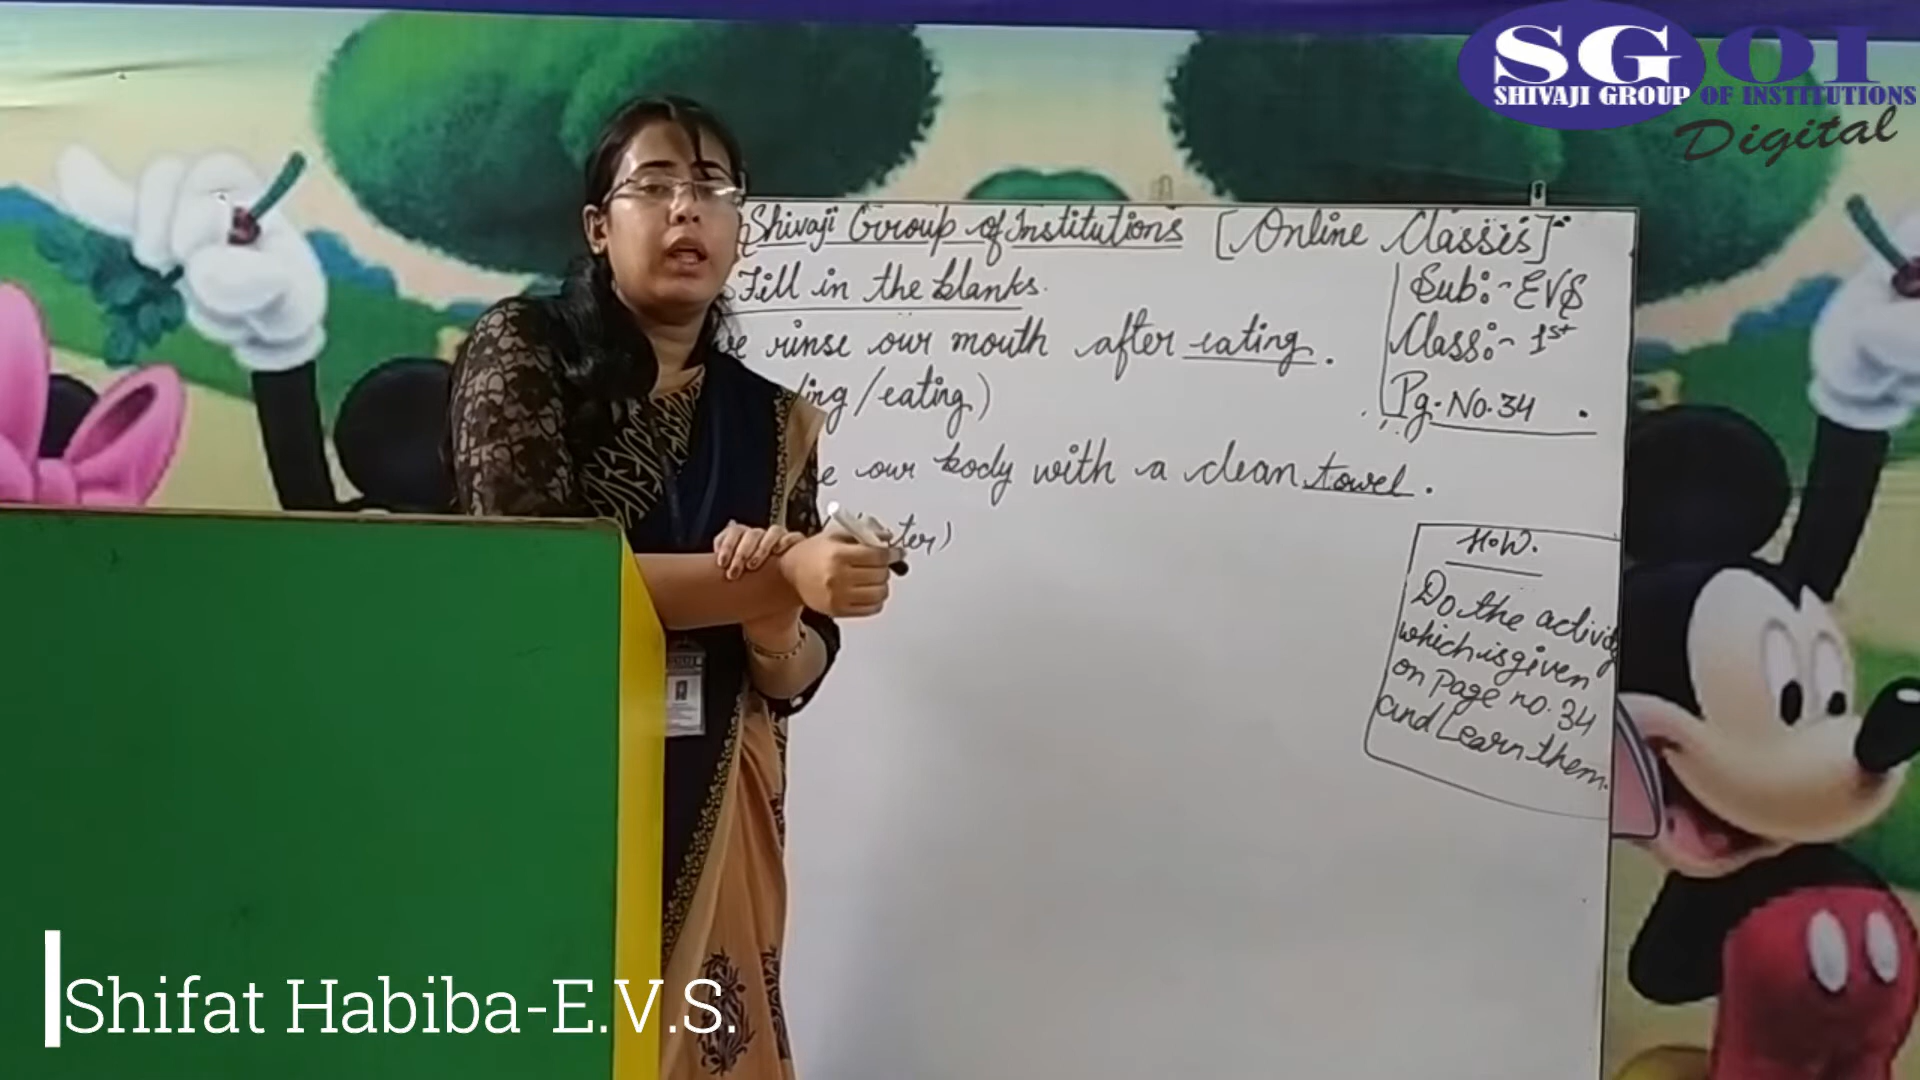 SGOI
SHIVAJI GROUP OF INSTITUTIONS
Digital
Shivaji Group of Institutions [Online Classes]
Fill in the blanks.
Sub:- EVS
Class:- 1st
Pg. No. 34
rinse our mouth after eating.
/eating)
our body with a clean towel.
H.W.
Do the activity
which is given
on Page no. 34
and Learn them.
Shifat Habiba-E.V.S.